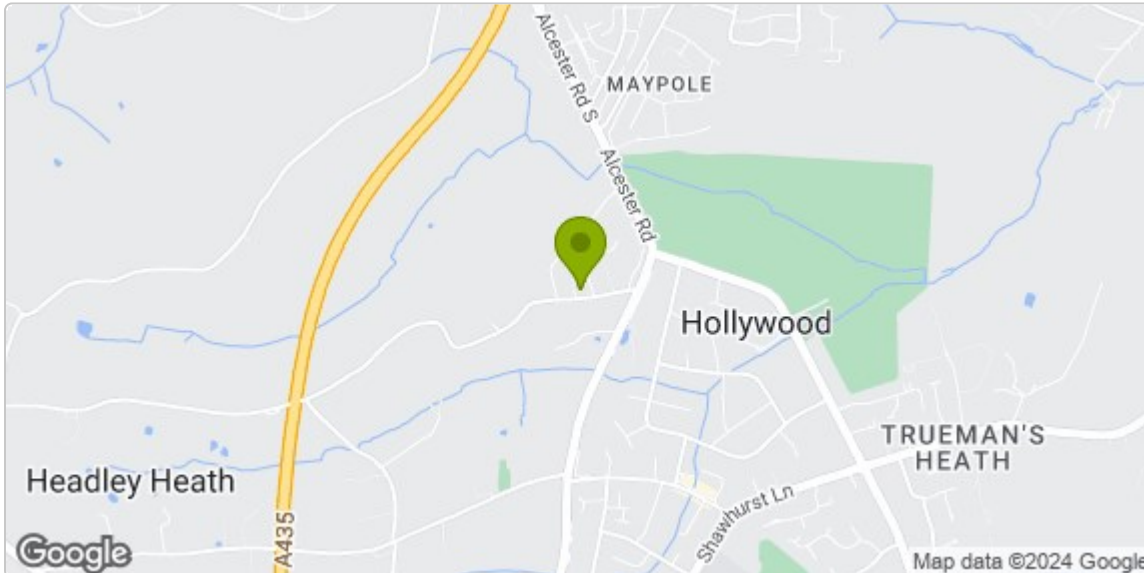 Alcester Rd S
MAYPOLE
Alcester Rd
Hollywood
TRUEMAN'S
HEATH
Headley Heath
A435
Shawhurst Ln
Google
Map data ©2024 Google